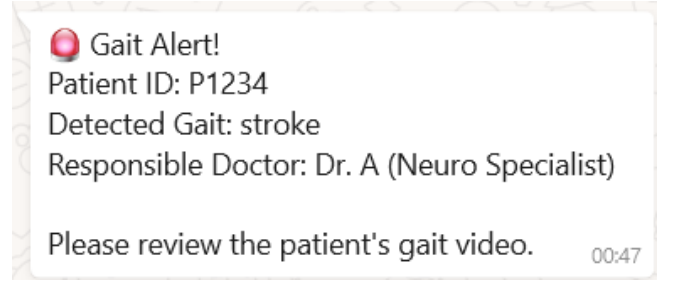 🚨 Gait Alert!
Patient ID: P1234
Detected Gait: stroke
Responsible Doctor: Dr. A (Neuro Specialist)
Please review the patient's gait video.
00:47